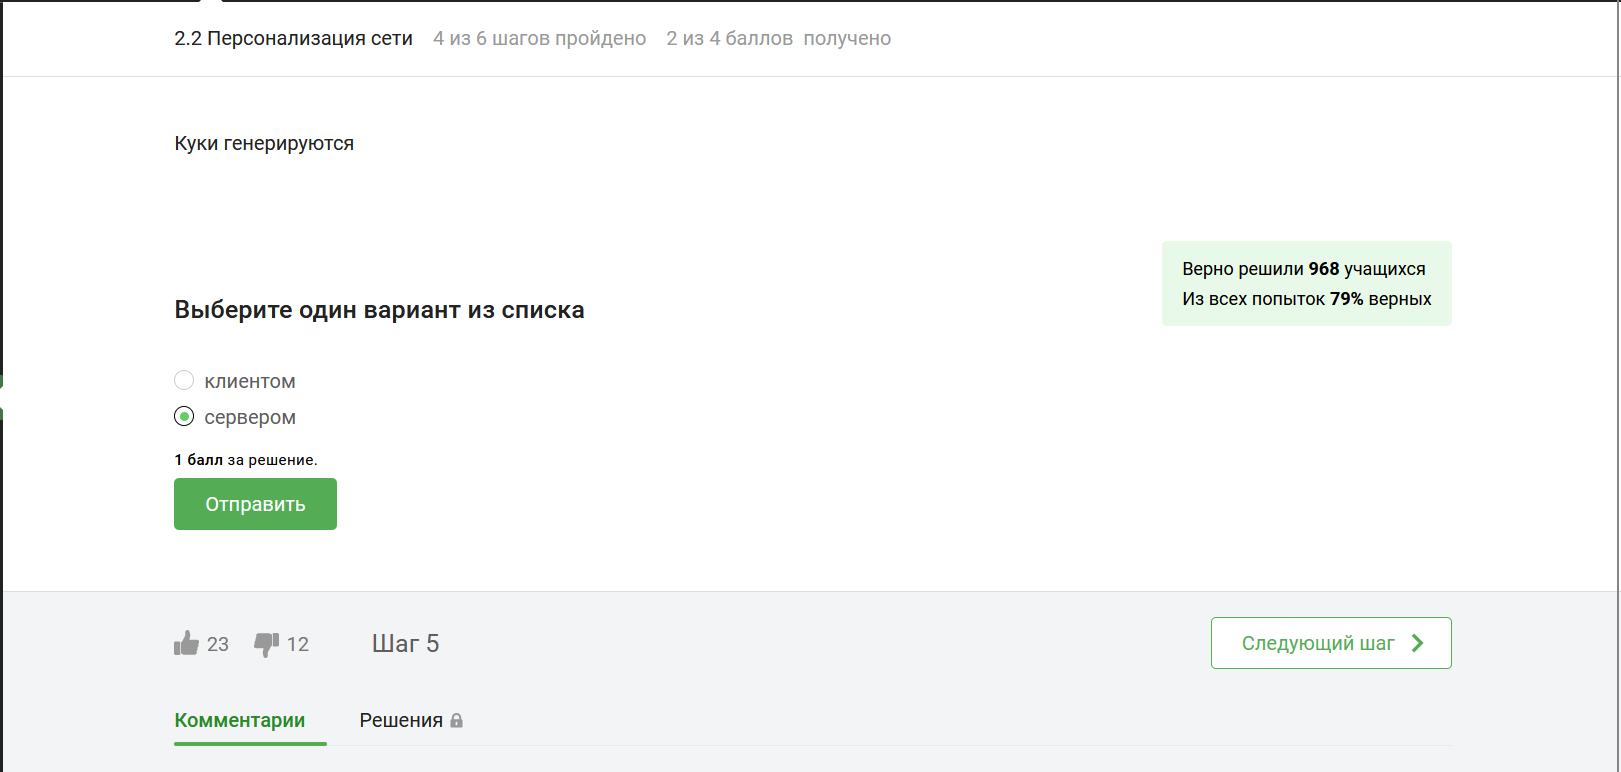 2.2 Персонализация сети 4 из 6 шагов пройдено 2 из 4 баллов получено
Куки генерируются
Верно решили 968 учащихся
Из всех попыток 79% верных
Выберите один вариант из списка
клиентом
сервером
1 балл за решение.
Отправить
23 12 Шаг 5 Следующий шаг
Комментарии Решения